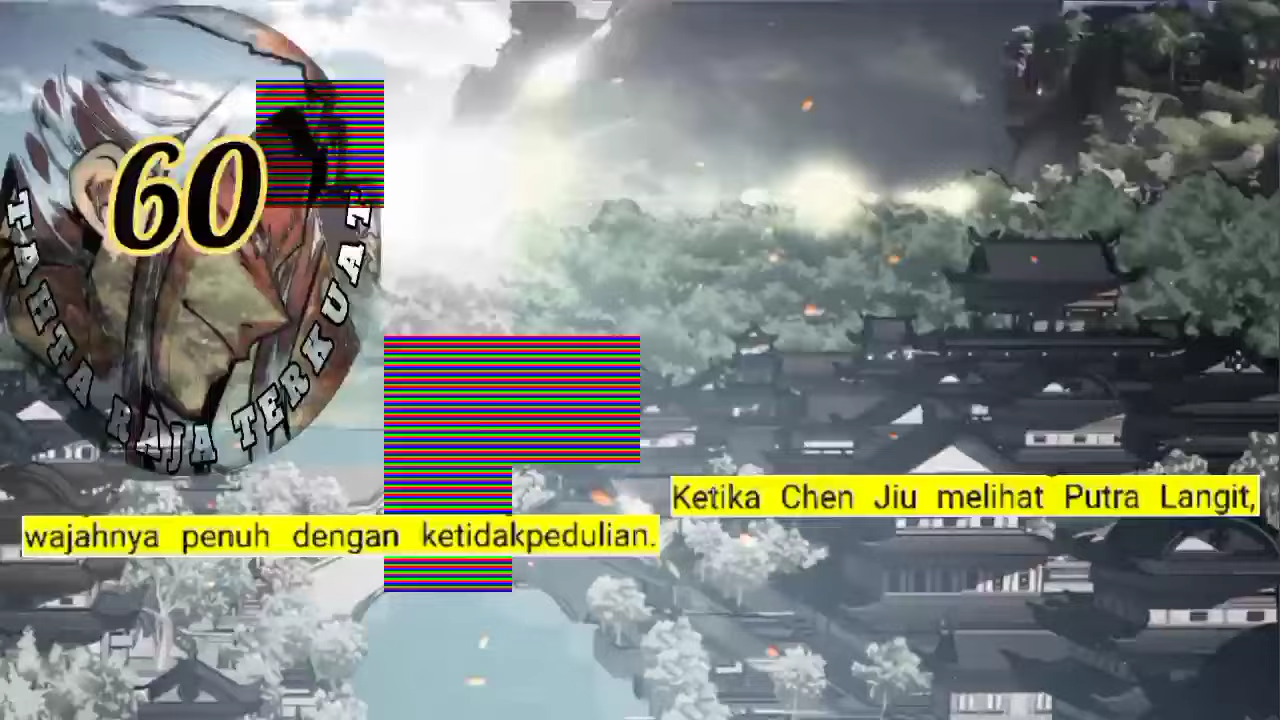 60
TAHTA RAJA TERKUAT
Ketika Chen Jiu melihat Putra Langit,
wajahnya penuh dengan ketidakpedulian.